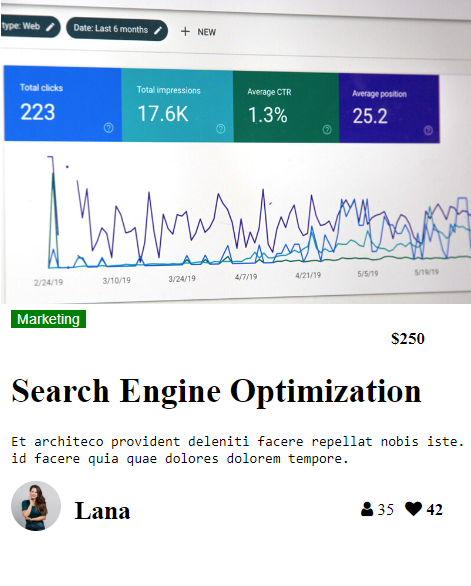 type: Web Date: Last 6 months + NEW
Total clicks Total impressions Average CTR Average position
223 17.6K 1.3% 25.2
2/24/19 3/10/19 3/24/19 4/7/19 4/21/19 5/5/19 5/19/19
Marketing
$250
Search Engine Optimization
Et architeco provident deleniti facere repellat nobis iste.
id facere quia quae dolores dolorem tempore.
Lana 35 42